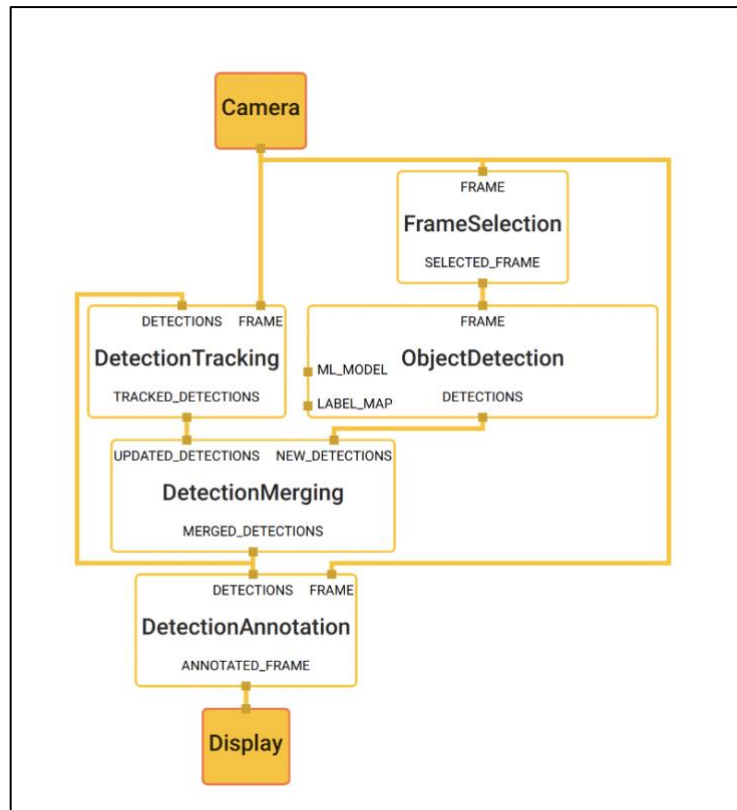 Camera
FRAME
FrameSelection
SELECTED_FRAME
DETECTIONS FRAME
DetectionTracking
TRACKED_DETECTIONS
FRAME
ObjectDetection
ML_MODEL
LABEL_MAP
DETECTIONS
UPDATED_DETECTIONS NEW_DETECTIONS
DetectionMerging
MERGED_DETECTIONS
DETECTIONS FRAME
DetectionAnnotation
ANNOTATED_FRAME
Display